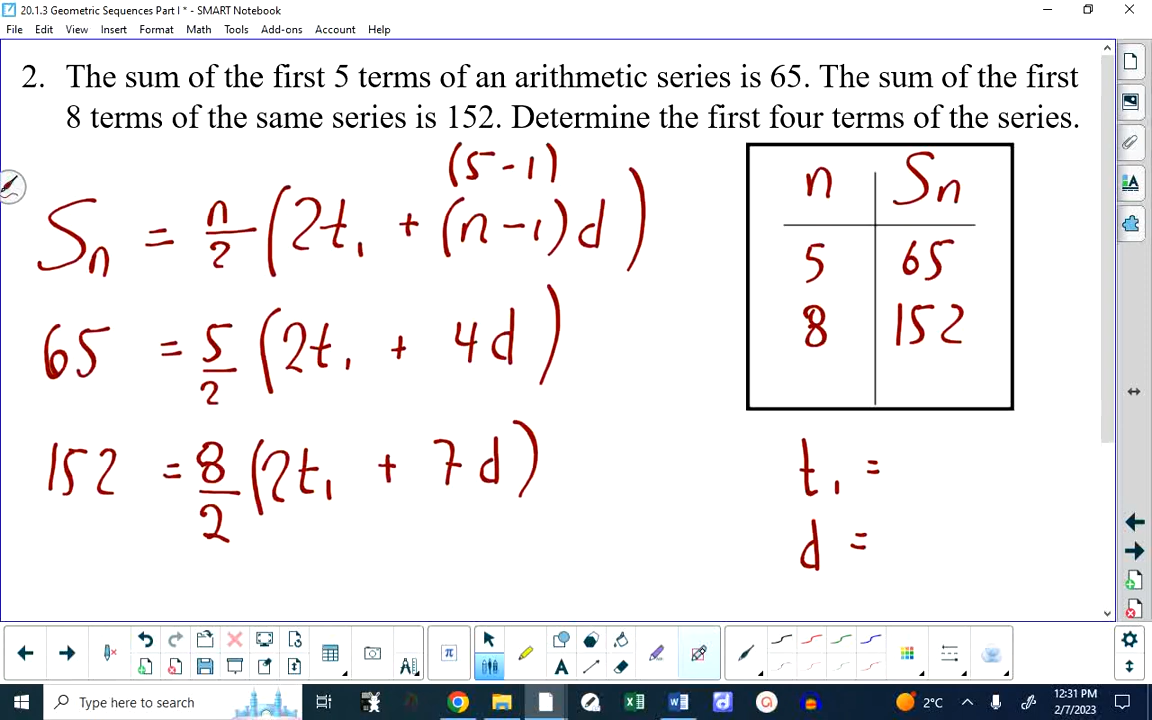 20.1.3 Geometric Sequences Part I * - SMART Notebook
File Edit View Insert Format Math Tools Add-ons Account Help
2. The sum of the first 5 terms of an arithmetic series is 65. The sum of the first
8 terms of the same series is 152. Determine the first four terms of the series.
(5-1)
Sn = n/2 (2t₁ + (n-1)d)
65 = 5/2 (2t₁ + 4d)
152 = 8/2 (2t₁ + 7d)
n Sn
5 65
8 152
t₁ =
d =
Type here to search
2°C
12:31 PM
2/7/2023